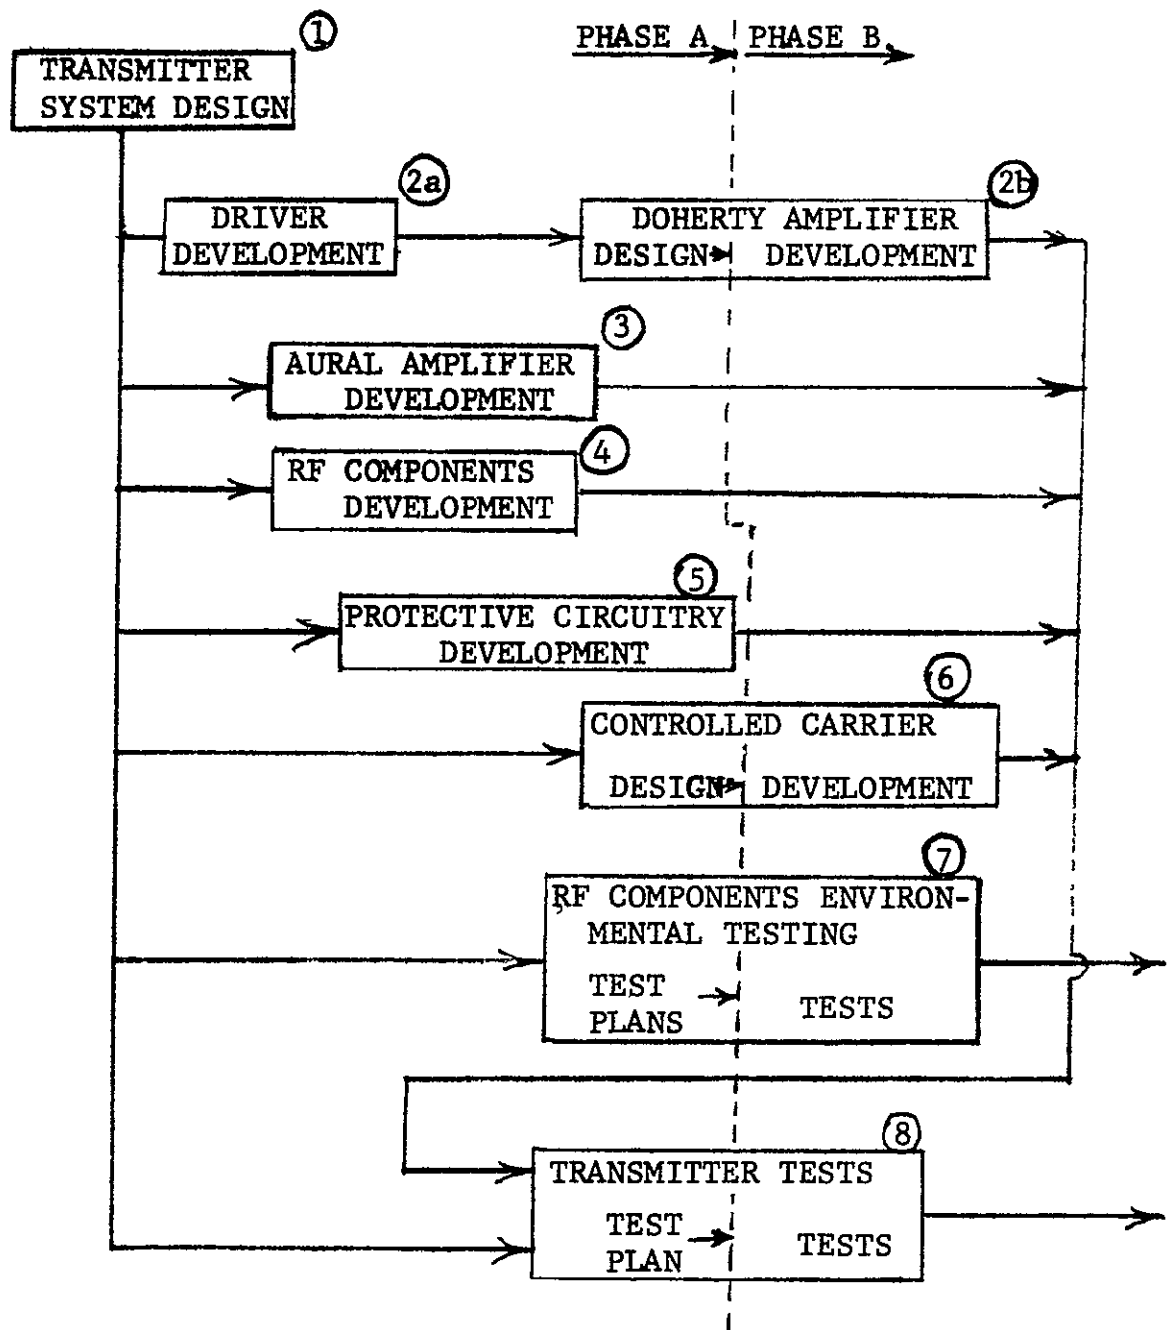 1
PHASE A
PHASE B
TRANSMITTER
SYSTEM DESIGN
2a
DRIVER
DEVELOPMENT
2b
DOHERTY AMPLIFIER
DESIGN
DEVELOPMENT
3
AURAL AMPLIFIER
DEVELOPMENT
4
RF COMPONENTS
DEVELOPMENT
5
PROTECTIVE CIRCUITRY
DEVELOPMENT
6
CONTROLLED CARRIER
DESIGN
DEVELOPMENT
7
RF COMPONENTS ENVIRON-
MENTAL TESTING
TEST
PLANS
TESTS
8
TRANSMITTER TESTS
TEST
PLAN
TESTS